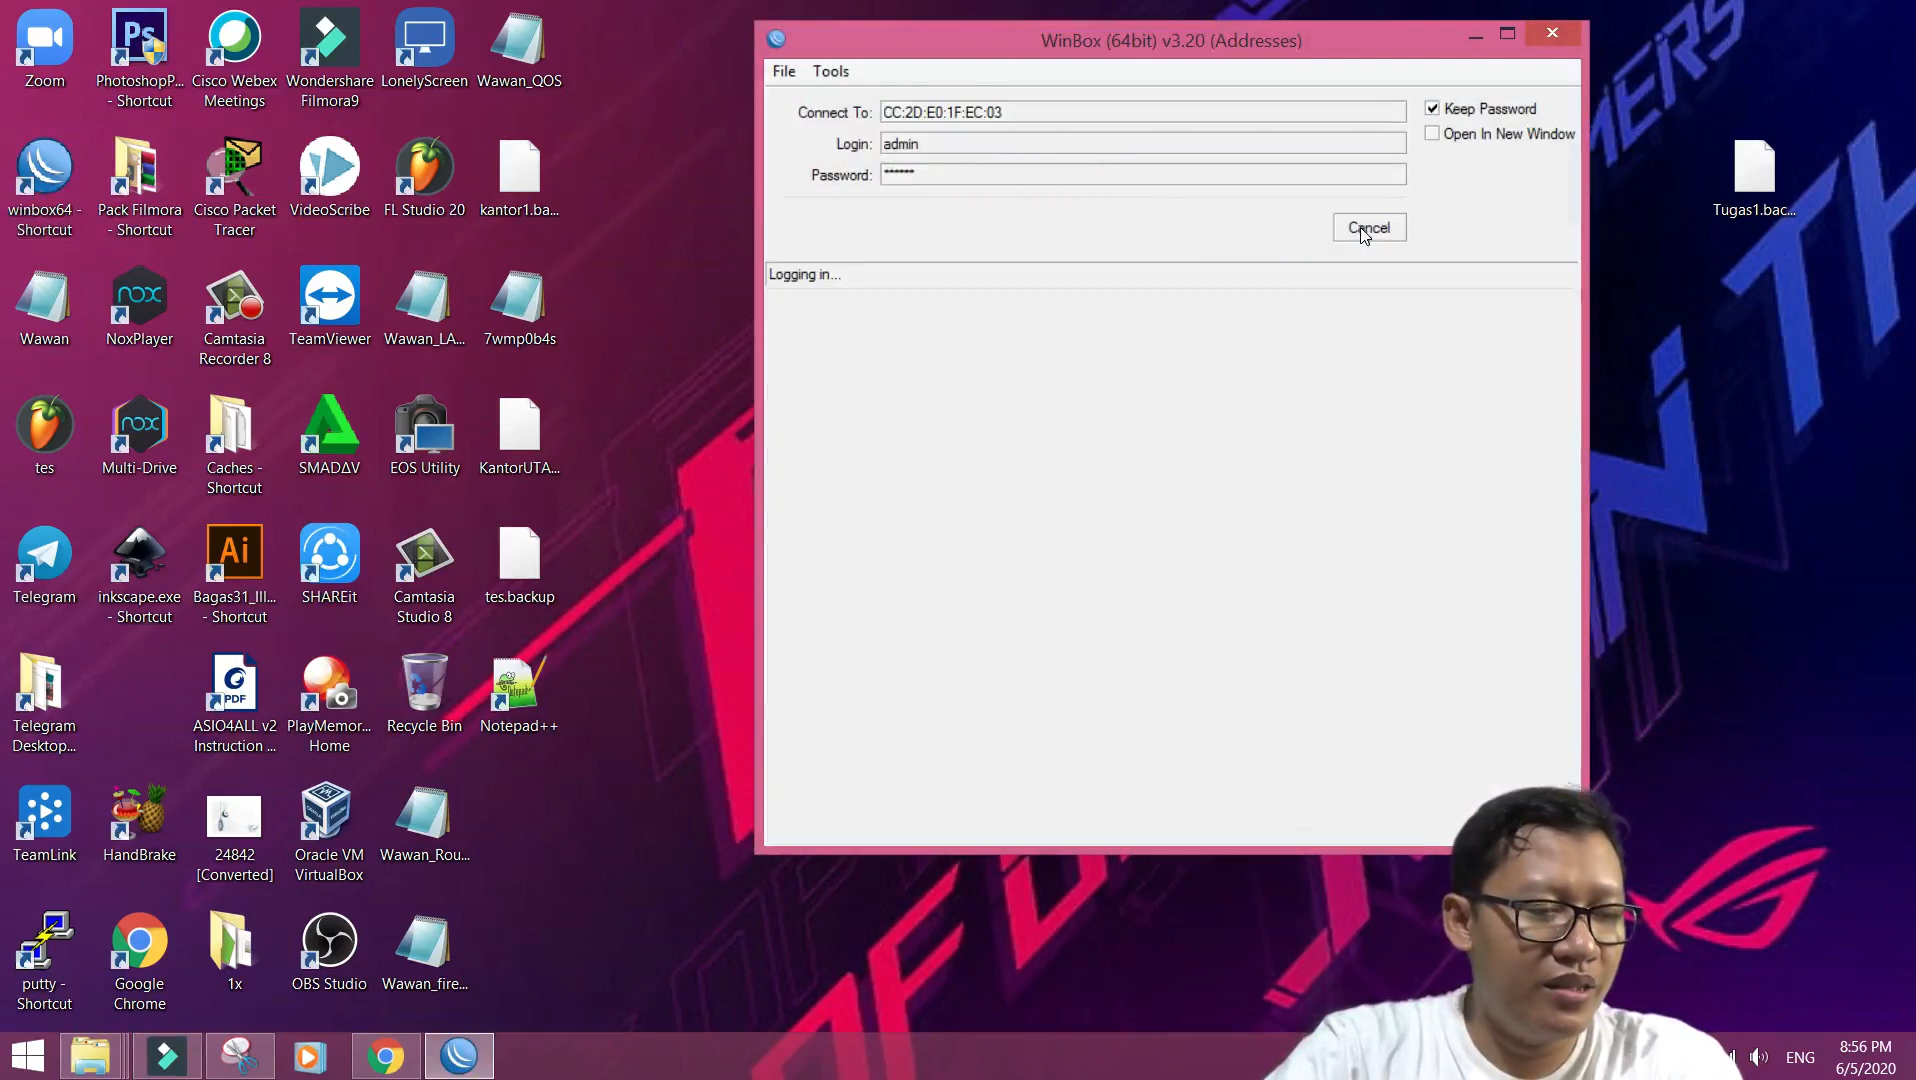 Zoom
PhotoshopP...
- Shortcut
Cisco Webex
Meetings
Wondershare
Filmora9
LonelyScreen
Wawan_QOS
winbox64 -
Shortcut
Pack Filmora
- Shortcut
Cisco Packet
Tracer
VideoScribe
FL Studio 20
kantor1.ba...
Wawan
NoxPlayer
Camtasia
Recorder 8
TeamViewer
Wawan_LA...
7wmp0b4s
tes
Multi-Drive
Caches -
Shortcut
SMADAV
EOS Utility
KantorUTA...
Telegram
inkscape.exe
- Shortcut
Bagas31_Ill...
- Shortcut
SHAREit
Camtasia
Studio 8
tes.backup
Telegram
Desktop...
ASIO4ALL v2
Instruction ...
PlayMemor...
Home
Recycle Bin
Notepad++
TeamLink
HandBrake
24842
[Converted]
Oracle VM
VirtualBox
Wawan_Rou...
putty -
Shortcut
Google
Chrome
1x
OBS Studio
Wawan_fire...
WinBox (64bit) v3.20 (Addresses)
File Tools
Connect To: CC:2D:E0:1F:EC:03
Keep Password
Login: admin
Open In New Window
Password: ******
Cancel
Logging in...
Tugas1.bac...
Ps
Ai
PDF
nox
nox
ENG
8:56 PM
6/5/2020